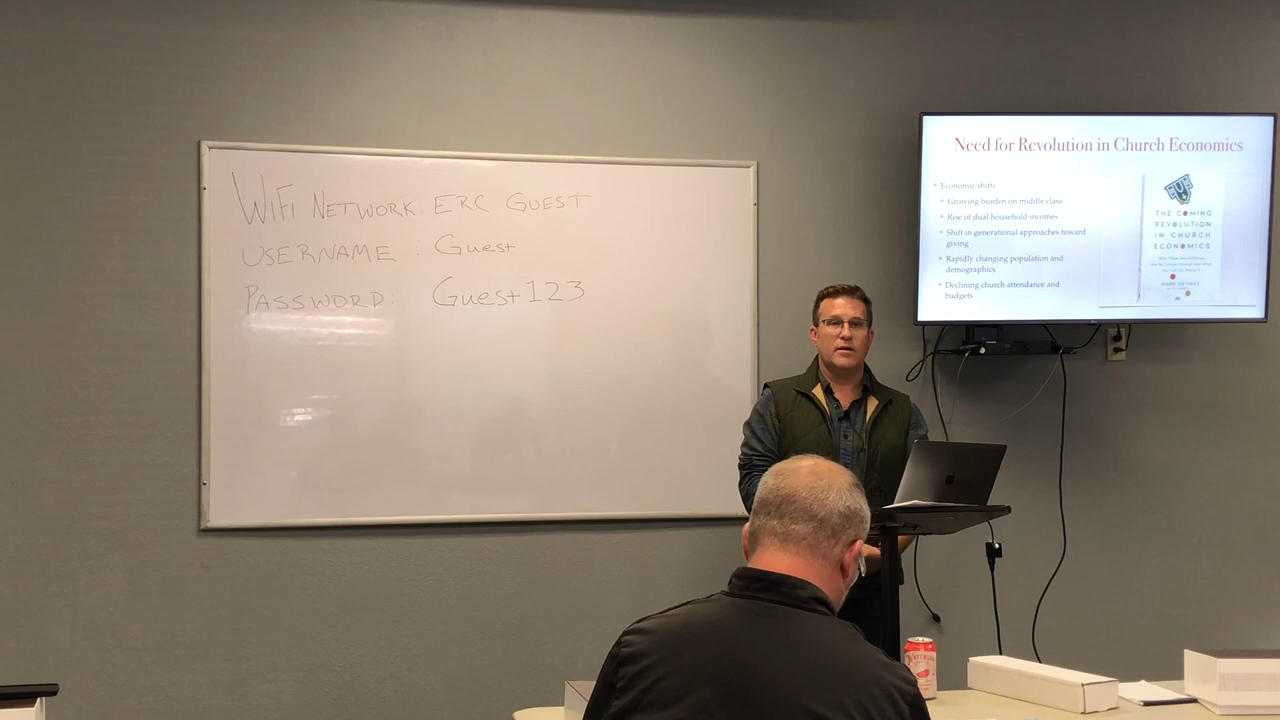 WIFI NETWORK: ERC GUEST
USERNAME : Guest
PASSWORD: Guest123
Need for Revolution in Church Economics
Economic shifts
Growing burden on middle class
Rise of dual household incomes
Shift in generational approaches toward
giving
Rapidly changing population and
demographics
Declining church attendance and
budgets
THE COMING
REVOLUTION
IN CHURCH
ECONOMICS
MARK DEYMAZ